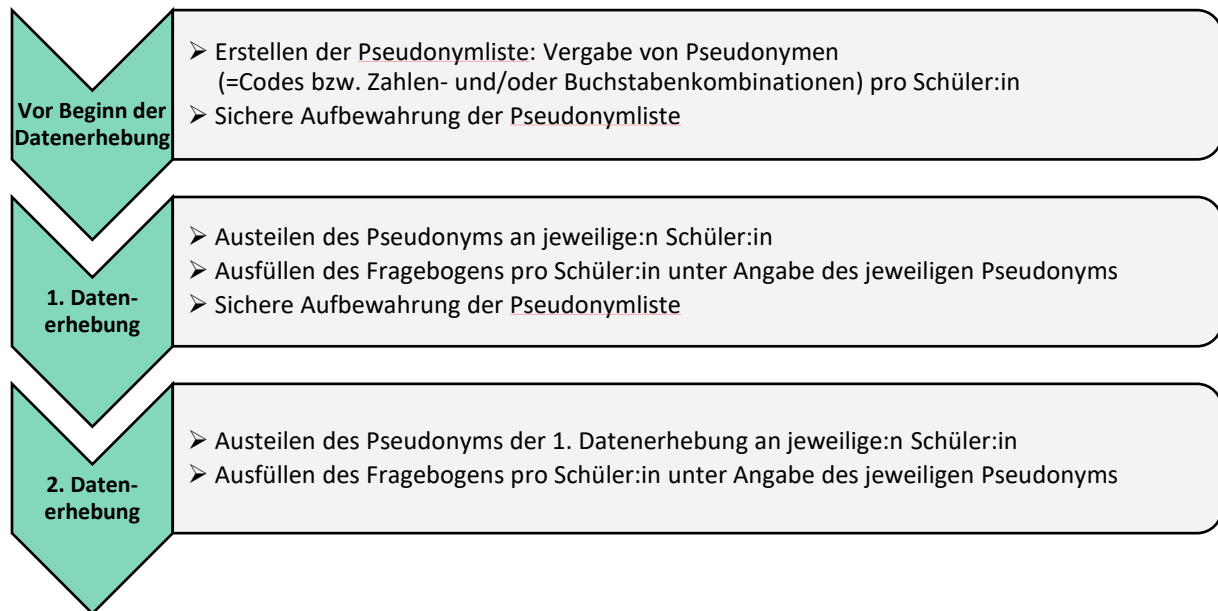 Vor Beginn der
Datenerhebung
➢ Erstellen der Pseudonymliste: Vergabe von Pseudonymen
(=Codes bzw. Zahlen- und/oder Buchstabenkombinationen) pro Schüler:in
➢ Sichere Aufbewahrung der Pseudonymliste
1. Daten-
erhebung
➢ Austeilen des Pseudonyms an jeweilige:n Schüler:in
➢ Ausfüllen des Fragebogens pro Schüler:in unter Angabe des jeweiligen Pseudonyms
➢ Sichere Aufbewahrung der Pseudonymliste
2. Daten-
erhebung
➢ Austeilen des Pseudonyms der 1. Datenerhebung an jeweilige:n Schüler:in
➢ Ausfüllen des Fragebogens pro Schüler:in unter Angabe des jeweiligen Pseudonyms